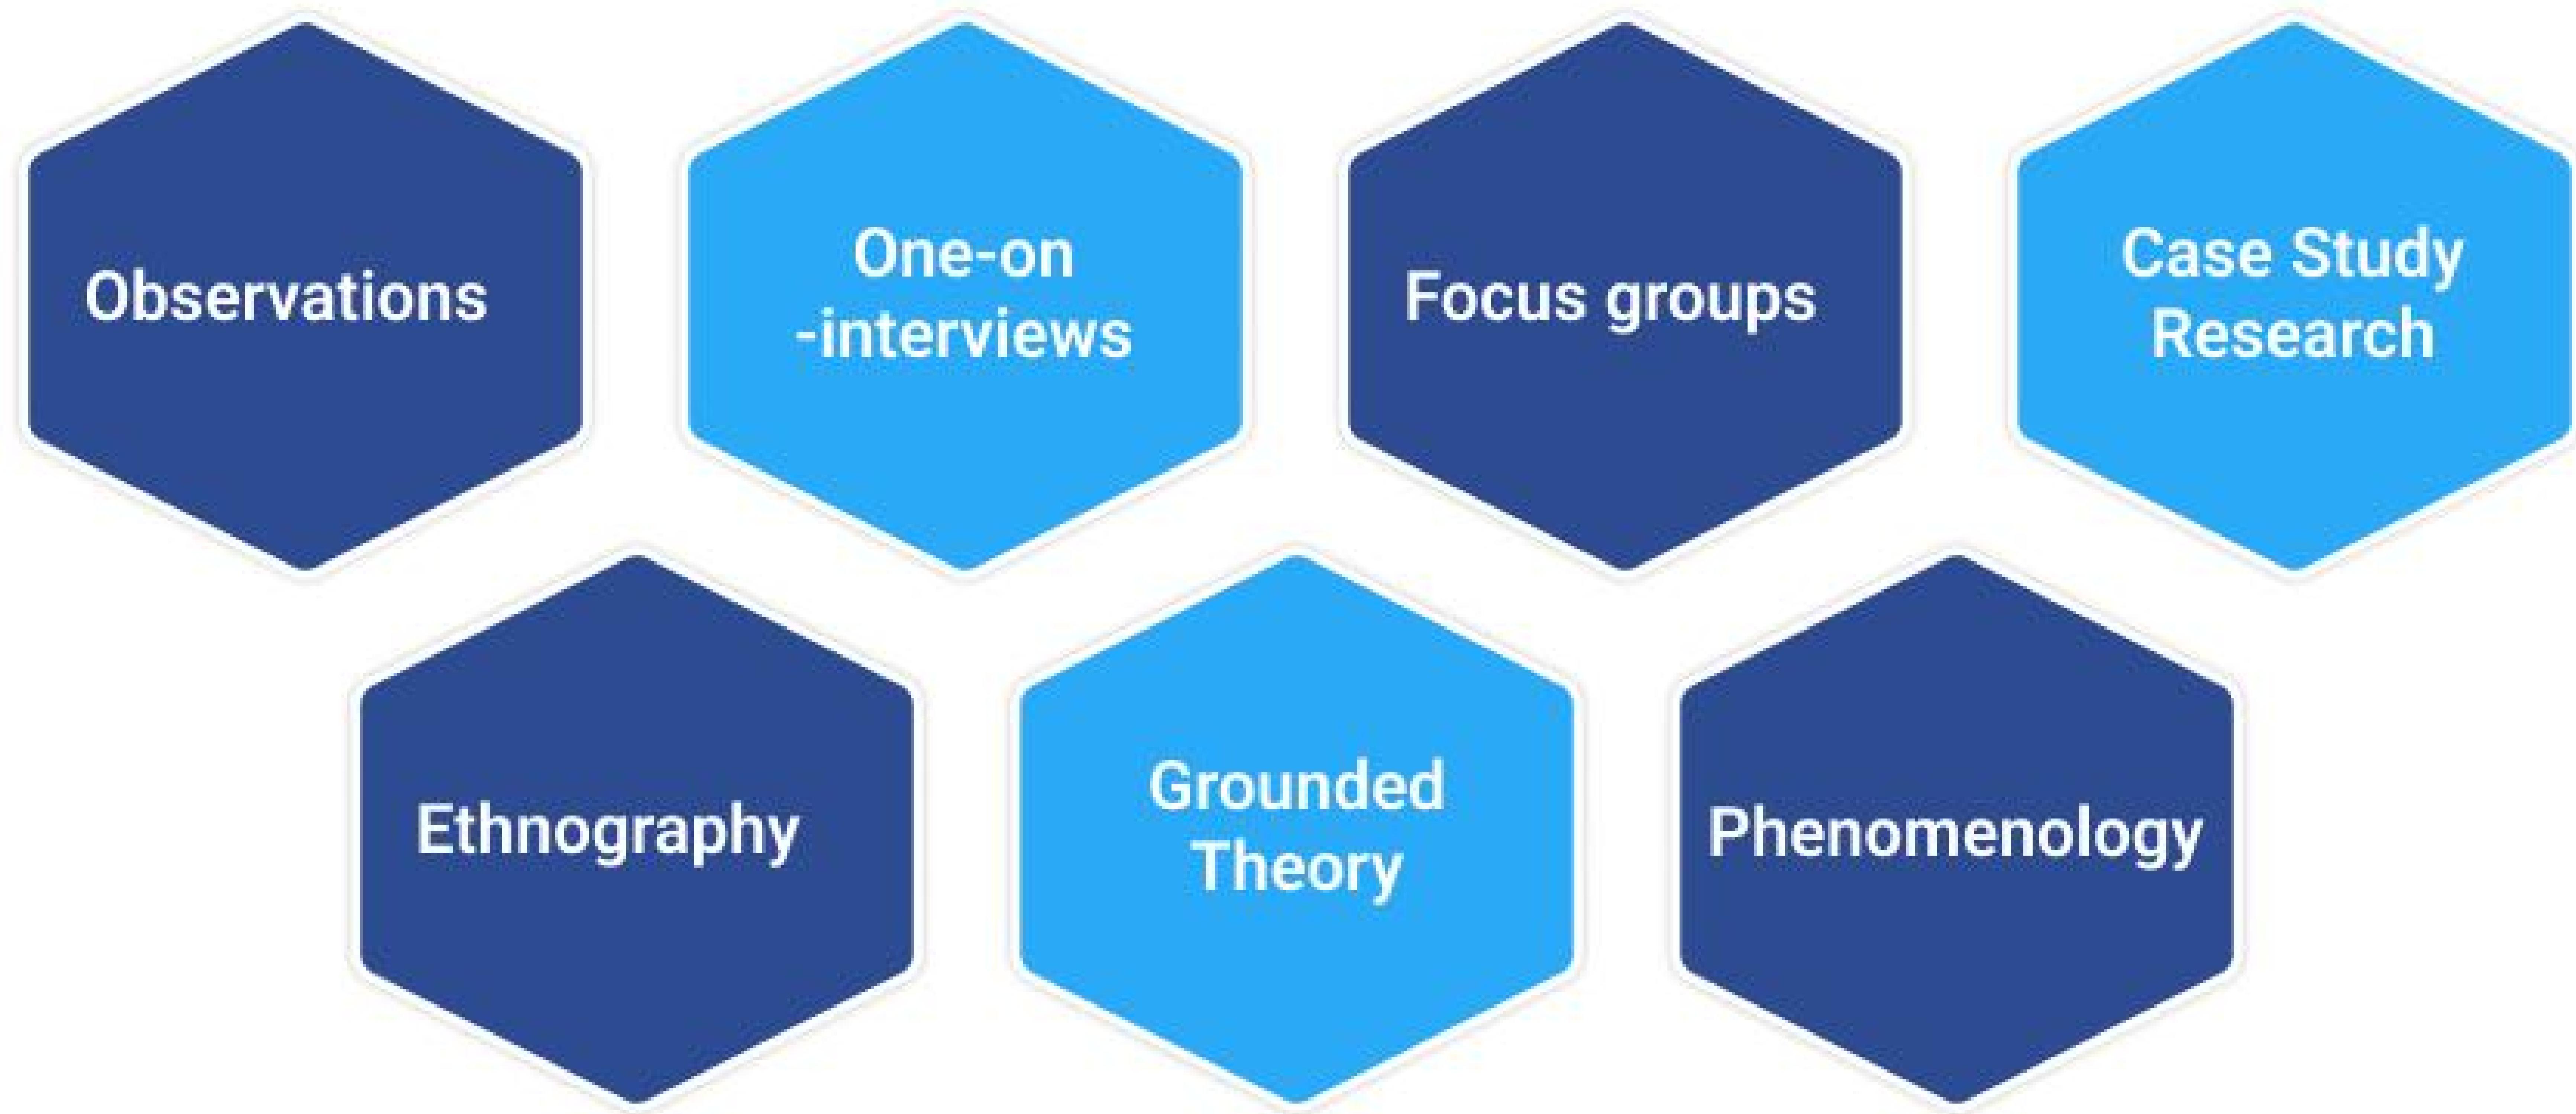 Observations
One-on
-interviews
Focus groups
Case Study
Research
Ethnography
Grounded
Theory
Phenomenology